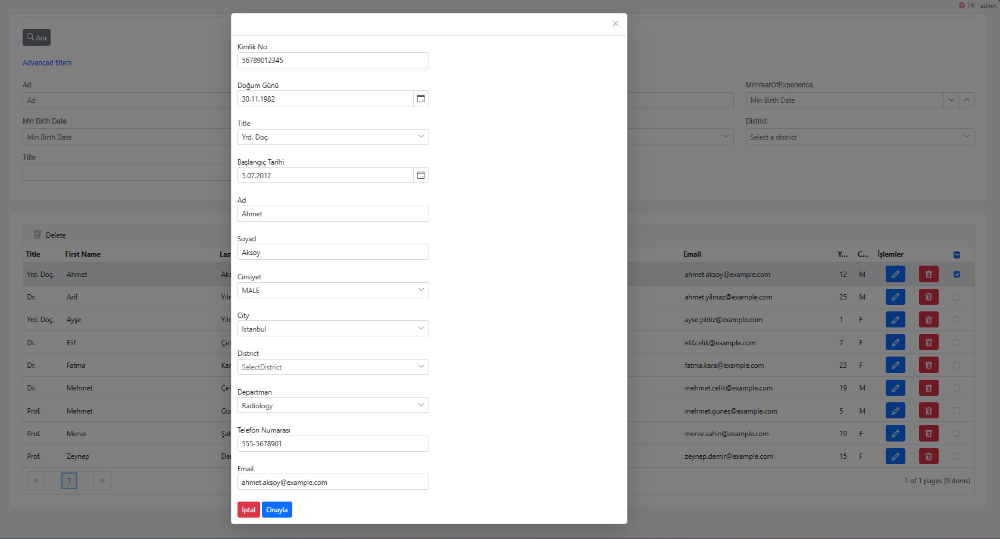 TR admin
Ara
Advanced filters
Ad
Ad
MinYearOfExperience
Min Birth Date
Min Birth Date
Min Birth Date
District
Select a district
Title
Kimlik No
56789012345
Doğum Günü
30.11.1982
Title
Yrd. Doç.
Başlangıç Tarihi
5.07.2012
Ad
Ahmet
Soyad
Aksoy
Cinsiyet
MALE
City
Istanbul
District
SelectDistrict
Departman
Radiology
Telefon Numarası
555-5678901
Email
ahmet.aksoy@example.com
İptal Onayla
Delete
Title First Name Las Email Y... C... İşlemler
Yrd. Doç. Ahmet Aks ahmet.aksoy@example.com 12 M
Dr. Arif Yılr ahmet.yilmaz@example.com 25 M
Yrd. Doç. Ayşe Yılc ayse.yildiz@example.com 1 F
Dr. Elif Çel elif.celik@example.com 7 F
Dr. Fatma Kar fatma.kara@example.com 23 F
Dr. Mehmet Çel mehmet.celik@example.com 19 M
Prof. Mehmet Gür mehmet.gunes@example.com 5 M
Prof. Merve Şah merve.sahin@example.com 19 F
Prof. Zeynep Der zeynep.demir@example.com 15 F
« ‹ 1 › » 1 of 1 pages (9 items)